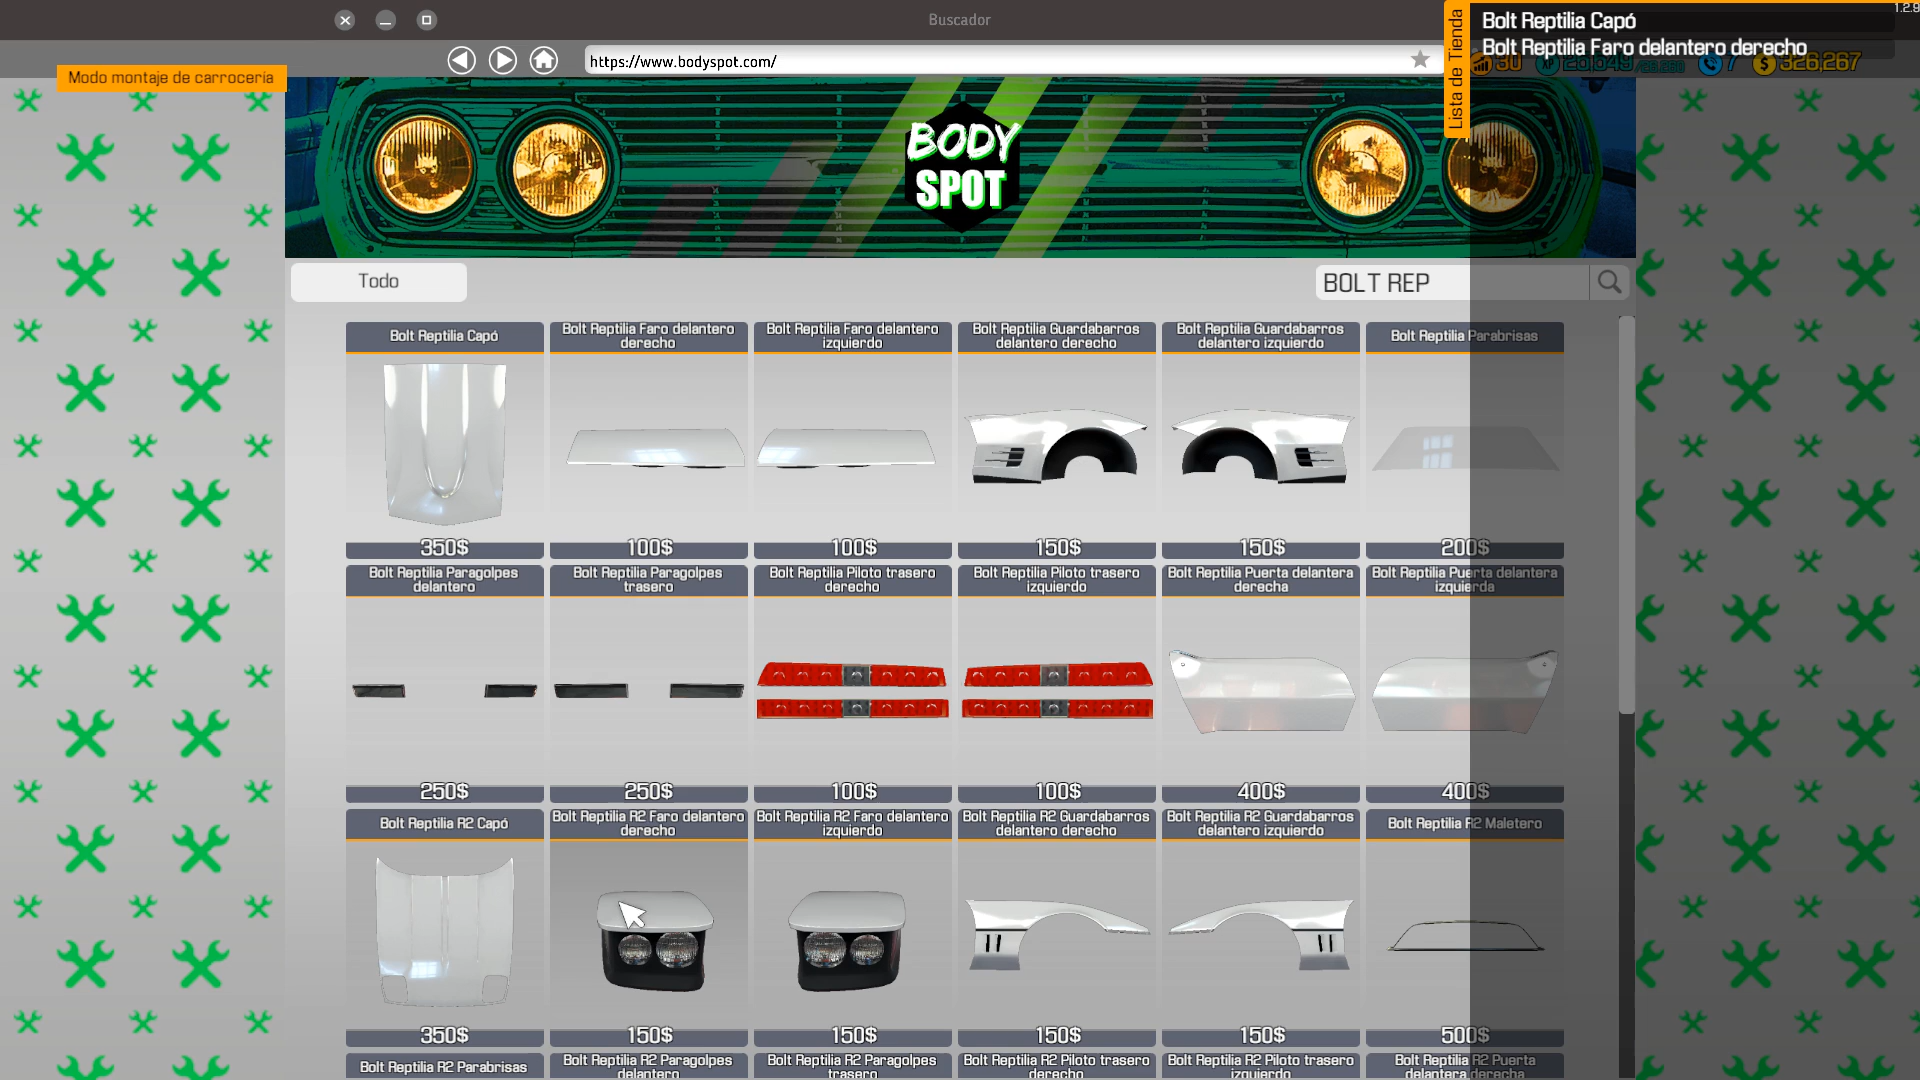 Buscador
1.2.9
Bolt Reptilia Capó
Bolt Reptilia Faro delantero derecho
Lista de Tienda
https://www.bodyspot.com/
30
7
$ 326,267
Modo montaje de carrocería
BODY
SPOT
Todo
BOLT REP
Bolt Reptilia Capó
350$
Bolt Reptilia Faro delantero
derecho
100$
Bolt Reptilia Faro delantero
izquierdo
100$
Bolt Reptilia Guardabarros
delantero derecho
150$
Bolt Reptilia Guardabarros
delantero izquierdo
150$
Bolt Reptilia Parabrisas
200$
Bolt Reptilia Paragolpes
delantero
250$
Bolt Reptilia Paragolpes
trasero
250$
Bolt Reptilia Piloto trasero
derecho
100$
Bolt Reptilia Piloto trasero
izquierdo
100$
Bolt Reptilia Puerta delantera
derecha
400$
Bolt Reptilia Puerta delantera
izquierda
400$
Bolt Reptilia R2 Capó
350$
Bolt Reptilia R2 Faro delantero
derecho
150$
Bolt Reptilia R2 Faro delantero
izquierdo
150$
Bolt Reptilia R2 Guardabarros
delantero derecho
150$
Bolt Reptilia R2 Guardabarros
delantero izquierdo
150$
Bolt Reptilia R2 Maletero
500$
Bolt Reptilia R2 Parabrisas
Bolt Reptilia R2 Paragolpes
delantero
Bolt Reptilia R2 Paragolpes
trasero
Bolt Reptilia R2 Piloto trasero
derecho
Bolt Reptilia R2 Piloto trasero
izquierdo
Bolt Reptilia R2 Puerta
delantera derecha